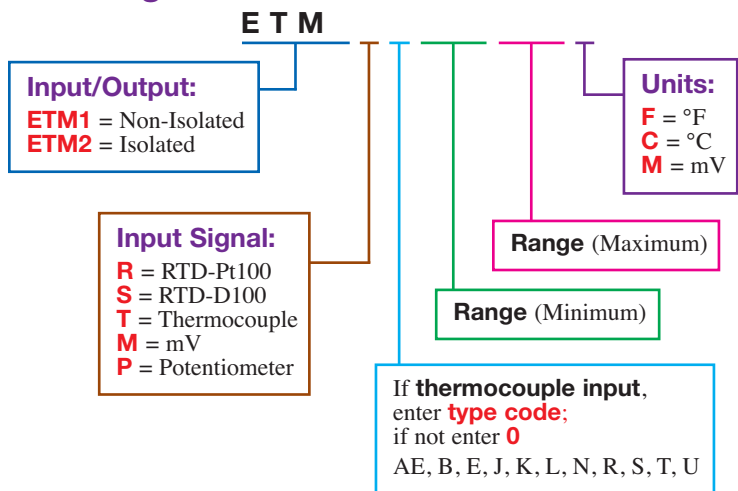 E T M
Input/Output:
ETM1 = Non-Isolated
ETM2 = Isolated
Units:
F = °F
C = °C
M = mV
Input Signal:
R = RTD-Pt100
S = RTD-D100
T = Thermocouple
M = mV
P = Potentiometer
Range (Maximum)
Range (Minimum)
If thermocouple input,
enter type code;
if not enter 0
AE, B, E, J, K, L, N, R, S, T, U